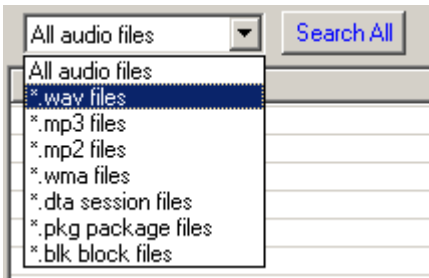 All audio files
Search All
All audio files
*.wav files
*.mp3 files
*.mp2 files
*.wma files
*.dta session files
*.pkg package files
*.blk block files